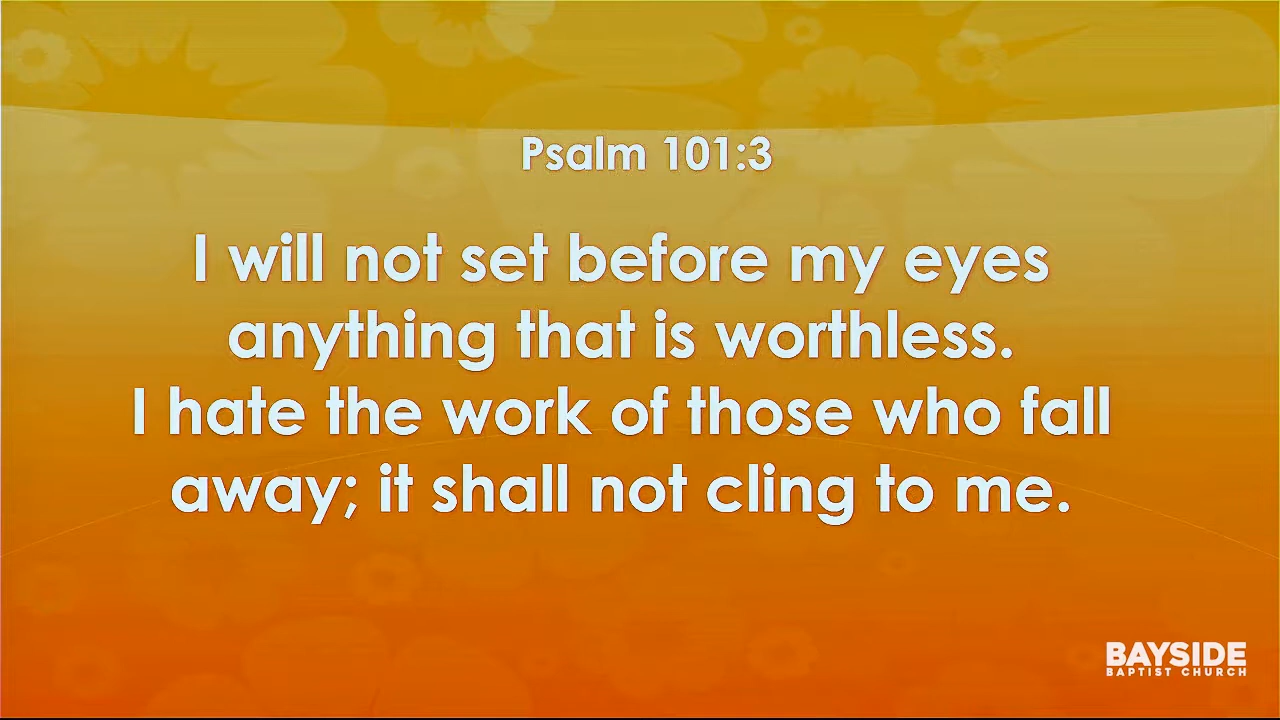 Psalm 101:3
I will not set before my eyes
anything that is worthless.
I hate the work of those who fall
away; it shall not cling to me.
BAYSIDE
BAPTIST CHURCH